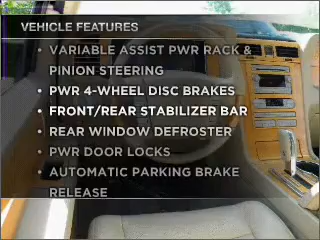 VEHICLE FEATURES
• VARIABLE ASSIST PWR RACK &
PINION STEERING
• PWR 4-WHEEL DISC BRAKES
• FRONT/REAR STABILIZER BAR
• REAR WINDOW DEFROSTER
• PWR DOOR LOCKS
• AUTOMATIC PARKING BRAKE
RELEASE